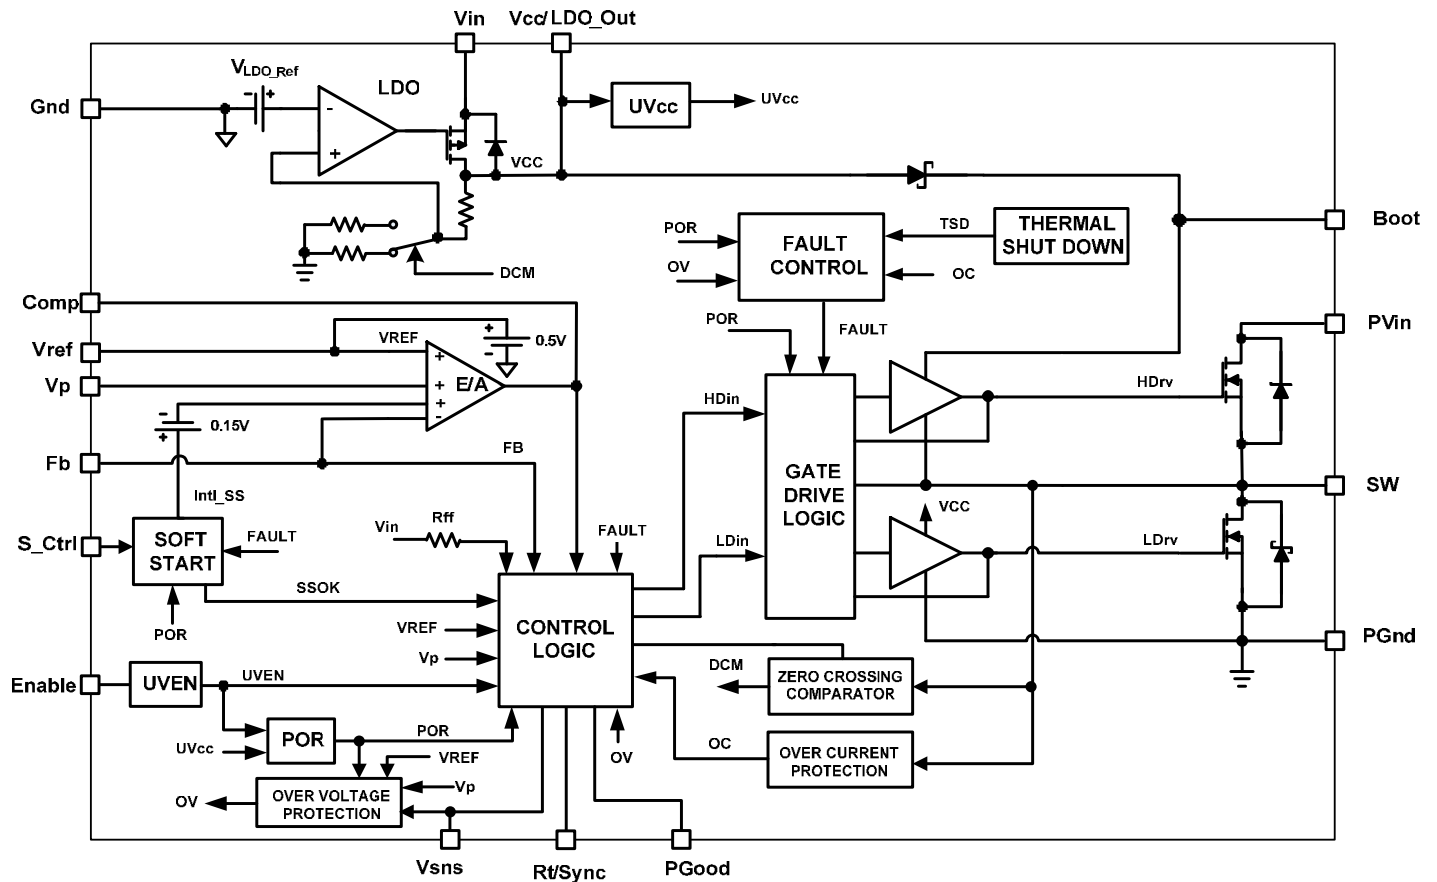 Vin
Vcc/LDO_Out
VLDO_Ref
- +
LDO
Gnd
-
+
UVcc
UVcc
VCC
Boot
DCM
POR
OV
FAULT
CONTROL
TSD
OC
THERMAL
SHUT DOWN
Comp
Vref
VREF
+
-
0.5V
POR
FAULT
PVin
Vp
+
+
+
-
E/A
-
+
0.15V
HDin
HDrv
Fb
FB
Intl_SS
GATE
DRIVE
LOGIC
SW
VCC
S_Ctrl
SOFT
START
FAULT
Vin
Rff
FAULT
LDin
LDrv
SSOK
POR
VREF
Vp
CONTROL
LOGIC
PGnd
Enable
UVEN
UVEN
DCM
ZERO CROSSING
COMPARATOR
UVcc
POR
POR
OV
OC
OVER CURRENT
PROTECTION
VREF
Vp
OV
OVER VOLTAGE
PROTECTION
Vsns
Rt/Sync
PGood